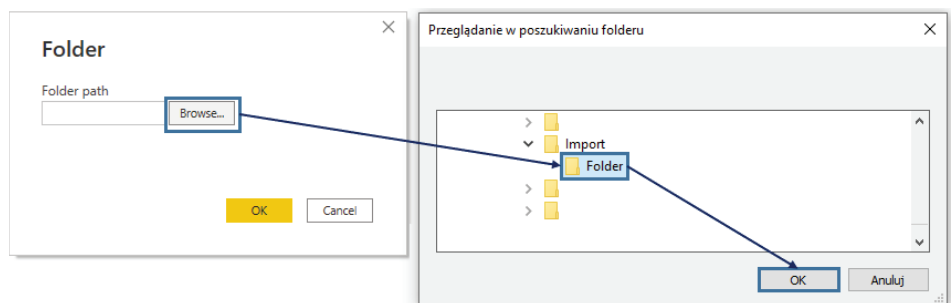 Folder
Folder path
Browse...
OK
Cancel
Przeglądanie w poszukiwaniu folderu
Import
Folder
OK
Anuluj